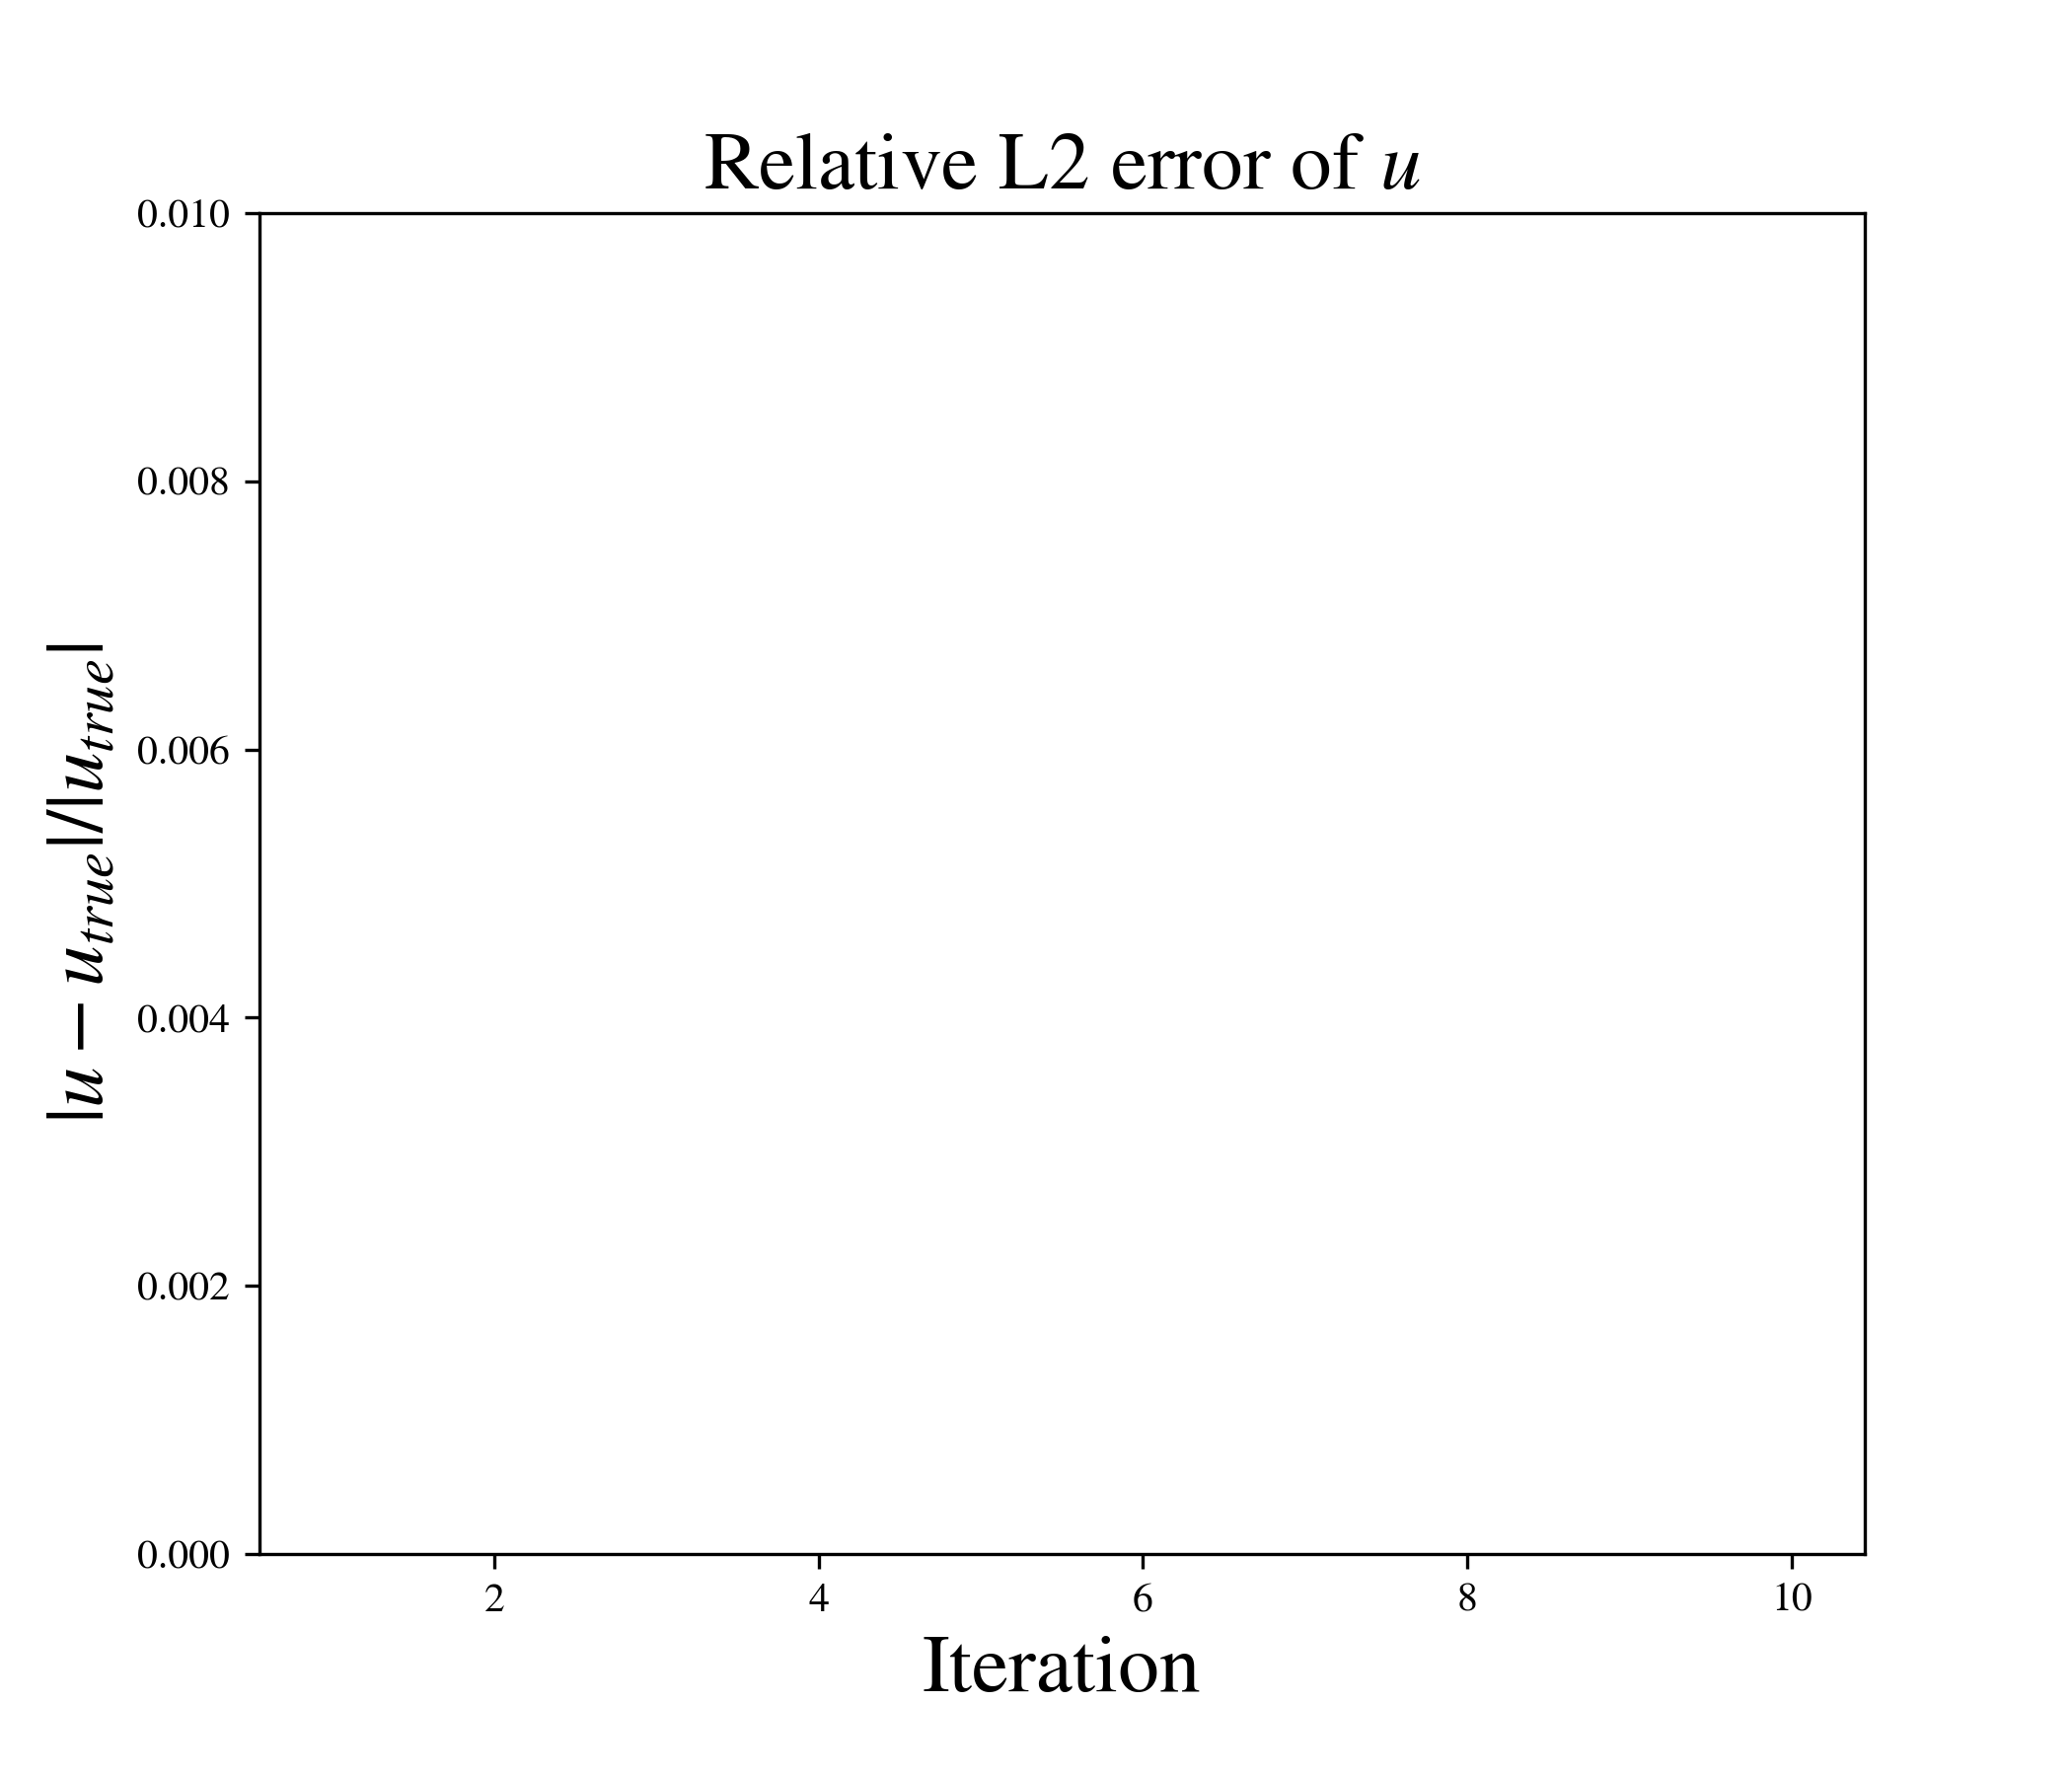 Relative L2 error of u
0.010
0.008
0.006
0.004
0.002
0.000
|u − u_true|/|u_true|
2 4 6 8 10
Iteration